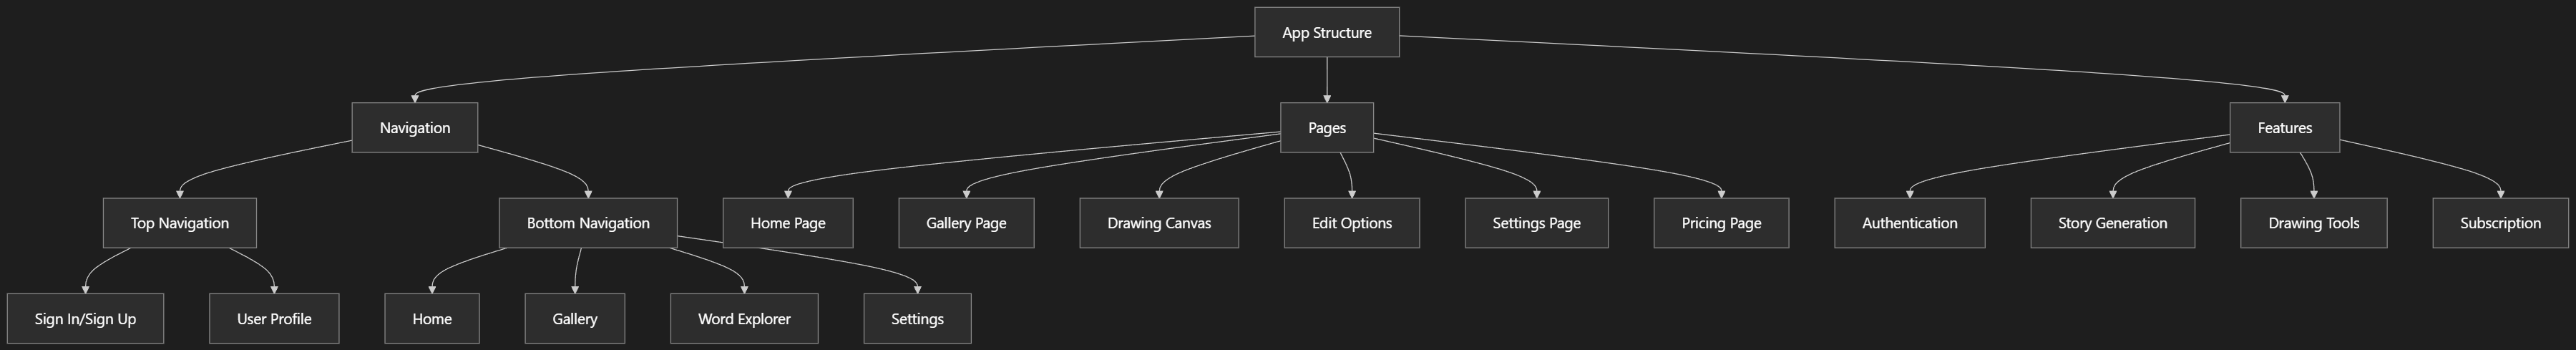 App Structure
Navigation
Pages
Features
Top Navigation
Bottom Navigation
Home Page
Gallery Page
Drawing Canvas
Edit Options
Settings Page
Pricing Page
Authentication
Story Generation
Drawing Tools
Subscription
Sign In/Sign Up
User Profile
Home
Gallery
Word Explorer
Settings